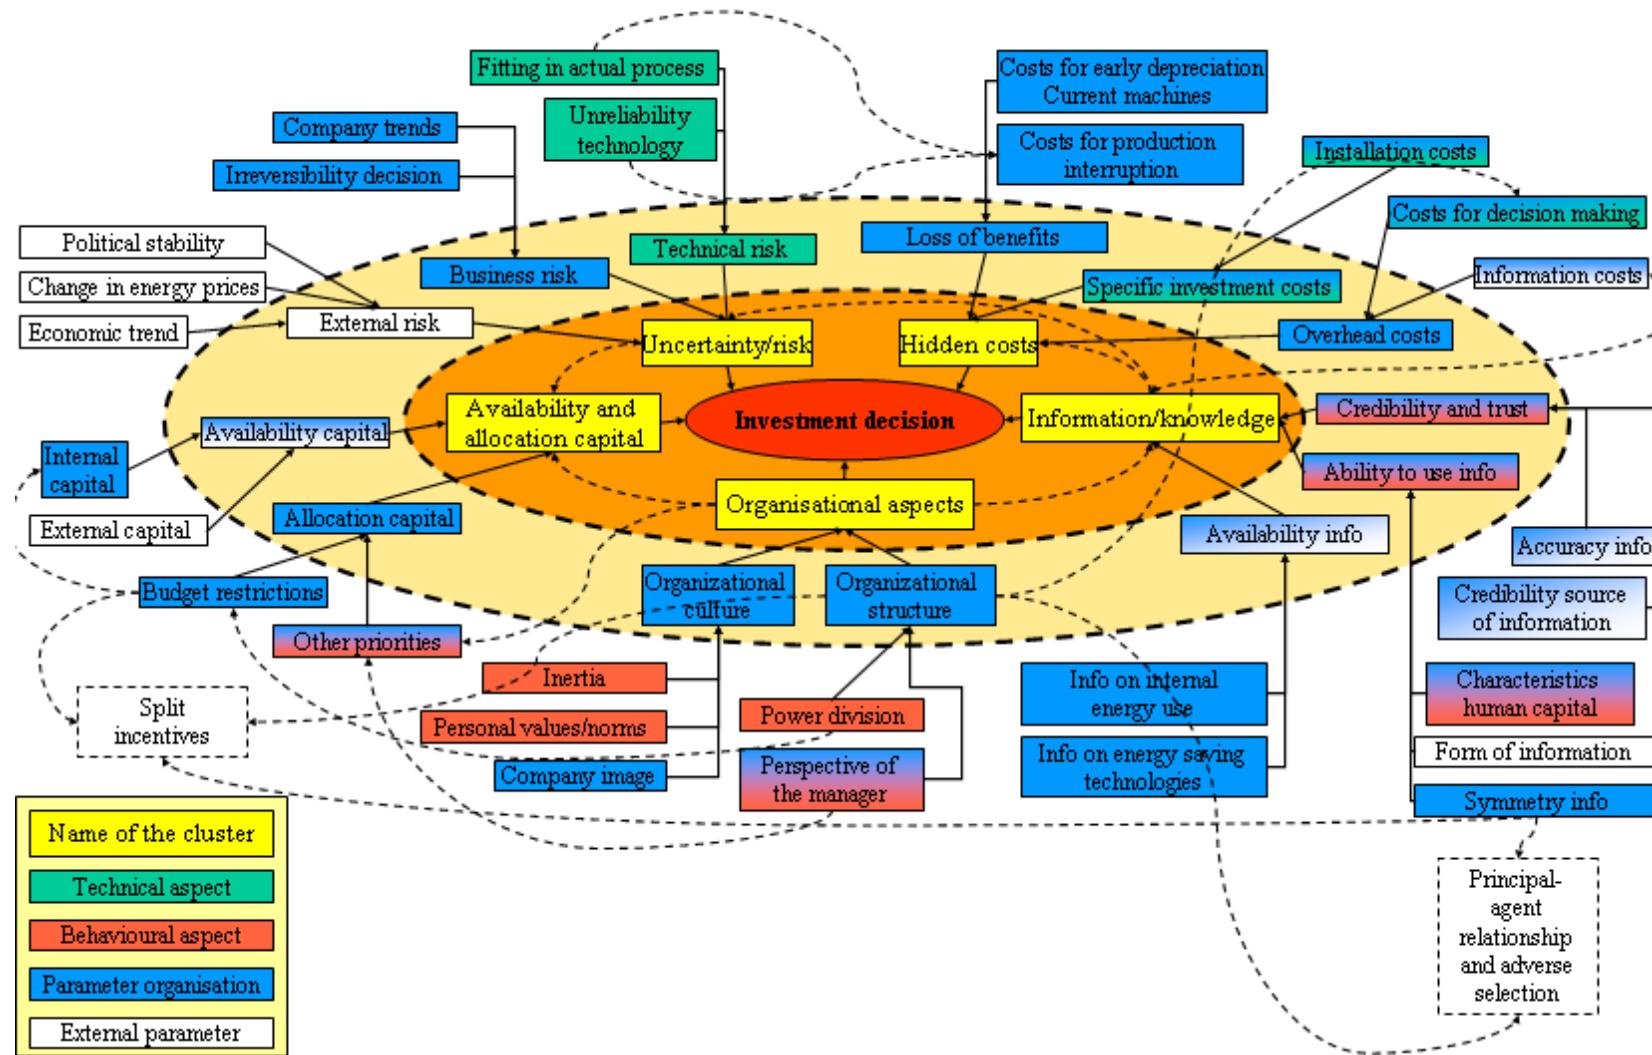 Fitting in actual process
Costs for early depreciation
Current machines
Unreliability
technology
Company trends
Costs for production
interruption
Installation costs
Irreversibility decision
Costs for decision making
Political stability
Technical risk
Loss of benefits
Business risk
Information costs
Change in energy prices
Specific investment costs
Economic trend
External risk
Uncertainty/risk
Hidden costs
Overhead costs
Availability and
allocation capital
Investment decision
Information/knowledge
Credibility and trust
Availability capital
Internal
capital
Ability to use info
Organisational aspects
External capital
Allocation capital
Availability info
Accuracy info
Budget restrictions
Organizational
culture
Organizational
structure
Credibility source
of information
Other priorities
Inertia
Info on internal
energy use
Characteristics
human capital
Split
incentives
Personal values/norms
Power division
Form of information
Company image
Perspective of
the manager
Info on energy saving
technologies
Symmetry info
Name of the cluster
Technical aspect
Behavioural aspect
Parameter organisation
External parameter
Principal-
agent
relationship
and adverse
selection